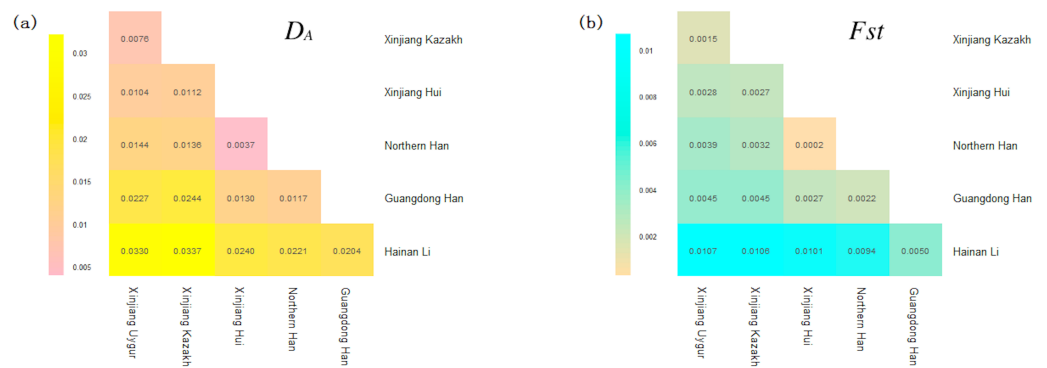 (a)
D_A
0.03
0.025
0.02
0.015
0.01
0.005
0.0076
Xinjiang Kazakh
0.0104 0.0112
Xinjiang Hui
0.0144 0.0136 0.0037
Northern Han
0.0227 0.0244 0.0130 0.0117
Guangdong Han
0.0330 0.0337 0.0240 0.0221 0.0204
Hainan Li
Xinjiang Uygur
Xinjiang Kazakh
Xinjiang Hui
Northern Han
Guangdong Han
(b)
Fst
0.01
0.008
0.006
0.004
0.002
0.0015
Xinjiang Kazakh
0.0028 0.0027
Xinjiang Hui
0.0039 0.0032 0.0002
Northern Han
0.0045 0.0045 0.0027 0.0022
Guangdong Han
0.0107 0.0106 0.0101 0.0094 0.0050
Hainan Li
Xinjiang Uygur
Xinjiang Kazakh
Xinjiang Hui
Northern Han
Guangdong Han